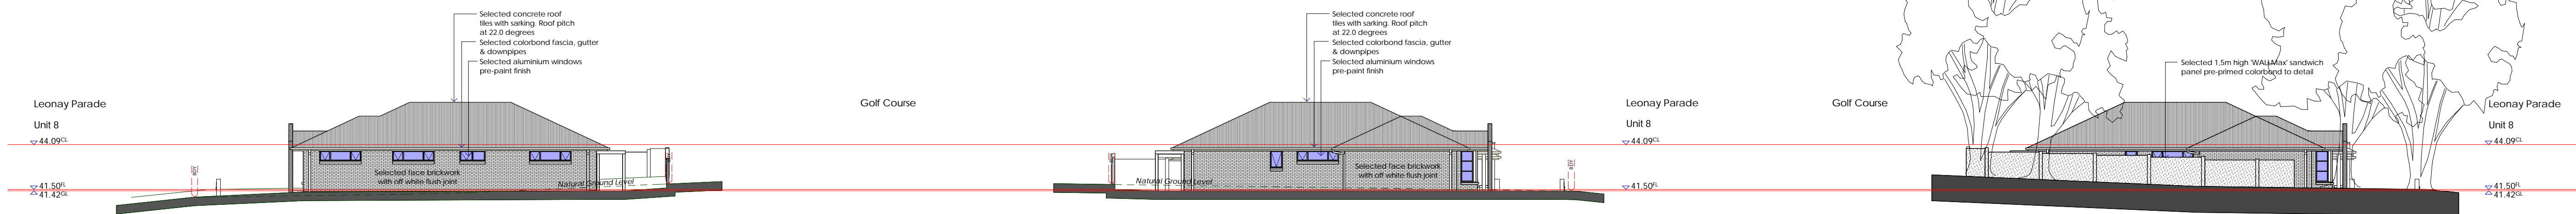 Selected concrete roof
tiles with sarking. Roof pitch
at 22.0 degrees
Selected colorbond fascia, gutter
& downpipes
Selected aluminium windows
pre-paint finish
Leonay Parade
Unit 8
44.09CL
41.50FL
41.42GL
BDY
Selected face brickwork
with off white flush joint
Natural Ground Level
Golf Course
Selected concrete roof
tiles with sarking. Roof pitch
at 22.0 degrees
Selected colorbond fascia, gutter
& downpipes
Selected aluminium windows
pre-paint finish
Natural Ground Level
Selected face brickwork
with off white flush joint
BDY
Leonay Parade
Unit 8
44.09CL
41.50FL
Golf Course
Selected 1,5m high 'WALLMax' sandwich
panel pre-primed colorbond to detail
Leonay Parade
Unit 8
44.09CL
41.50FL
41.42GL